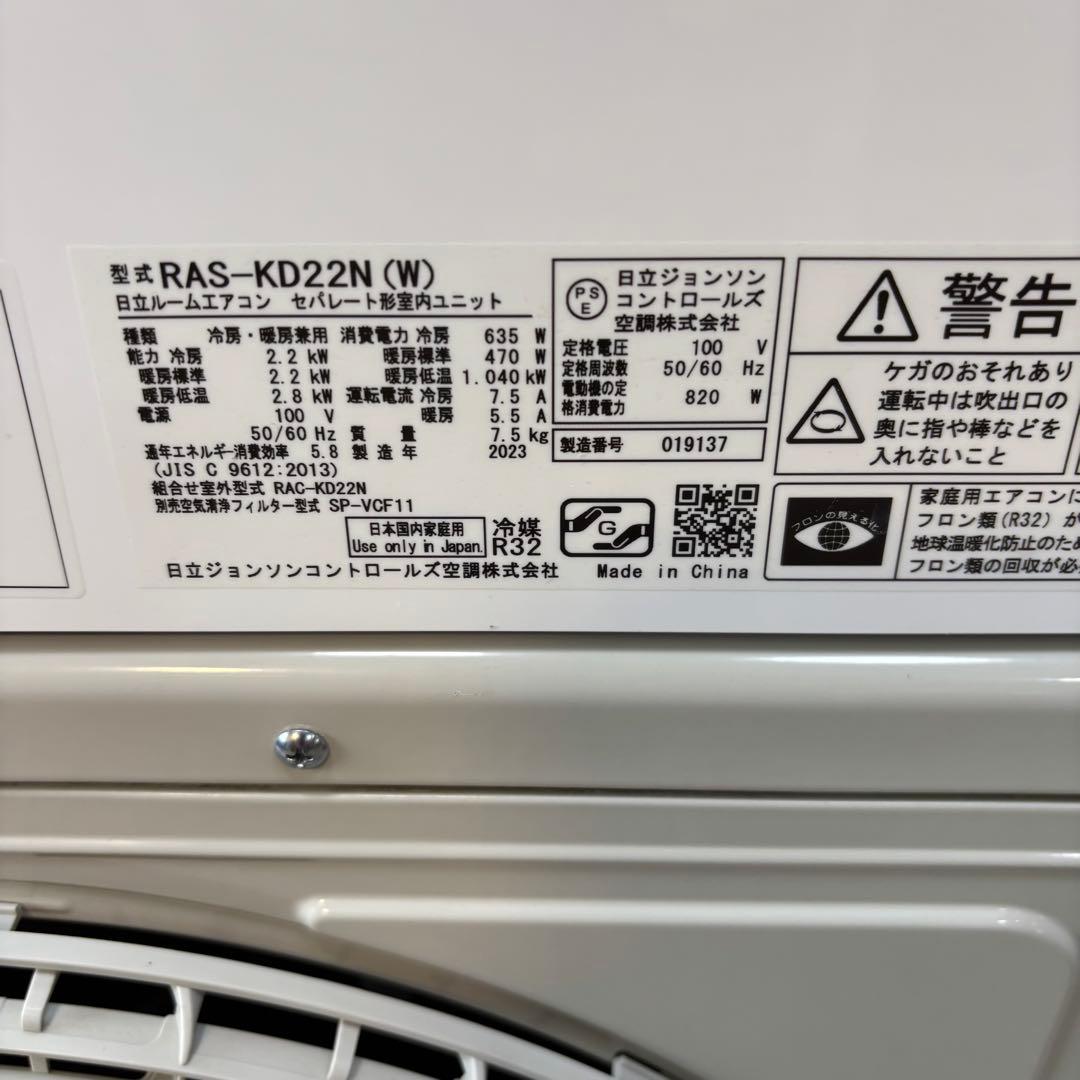 型式 RAS-KD22N(W)
日立ルームエアコン セパレート形室内ユニット
種類 冷房・暖房兼用 消費電力 冷房 635 W
能力 冷房 2.2 kW 暖房標準 470 W
暖房標準 2.2 kW 暖房低温 1.040 kW
暖房低温 2.8 kW 運転電流 冷房 7.5 A
電源 100 V 暖房 5.5 A
50/60 Hz 質量 7.5 kg
通年エネルギー消費効率 5.8 製造年 2023
(JIS C 9612:2013)
組合せ室外型式 RAC-KD22N
別売空気清浄フィルター型式 SP-VCF11
日本国内家庭用
Use only in Japan.
冷媒
R32
日立ジョンソンコントロールズ空調株式会社
PS
E
日立ジョンソン
コントロールズ
空調株式会社
定格電圧 100 V
定格周波数 50/60 Hz
電動機の定
格消費電力 820 W
製造番号 019137
G
Made in China
警告
ケガのおそれあり
運転中は吹出口の
奥に指や棒などを
入れないこと
フロンの見える化
家庭用エアコンに
フロン類(R32)が
地球温暖化防止のため
フロン類の回収が必